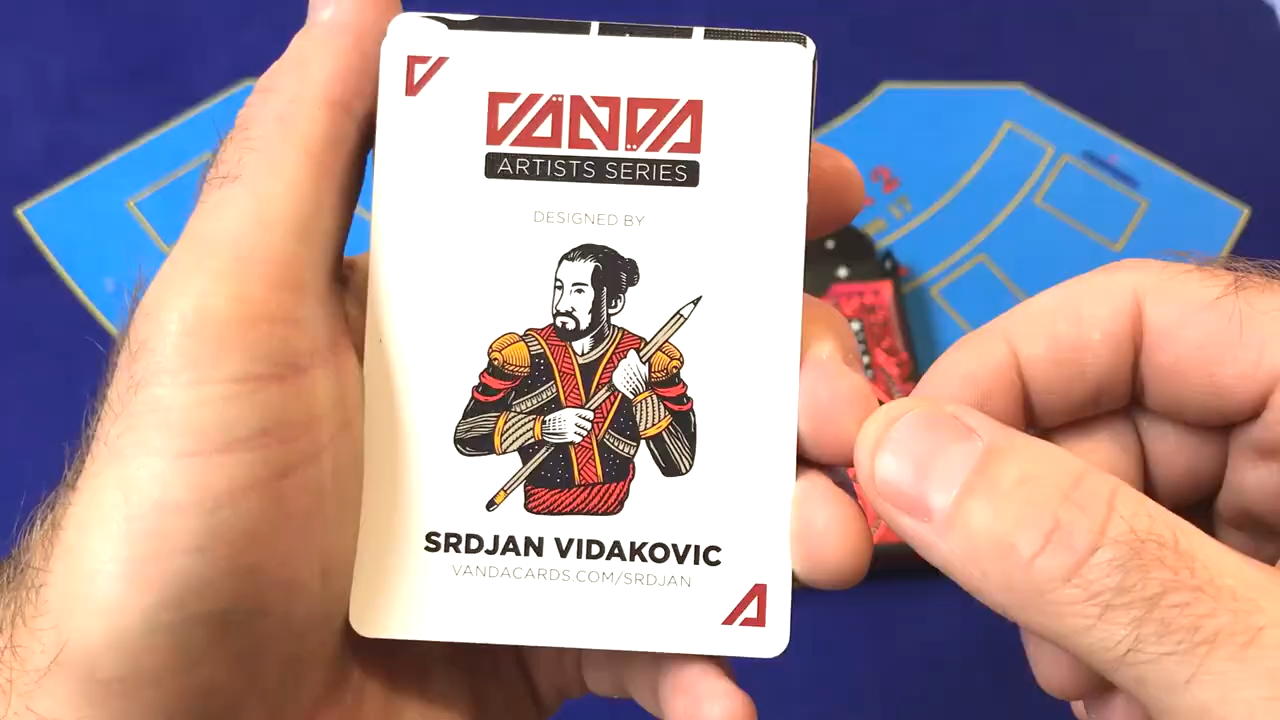 V
VANDA
ARTISTS SERIES
DESIGNED BY
SRDJAN VIDAKOVIC
VANDACARDS.COM/SRDJAN
A